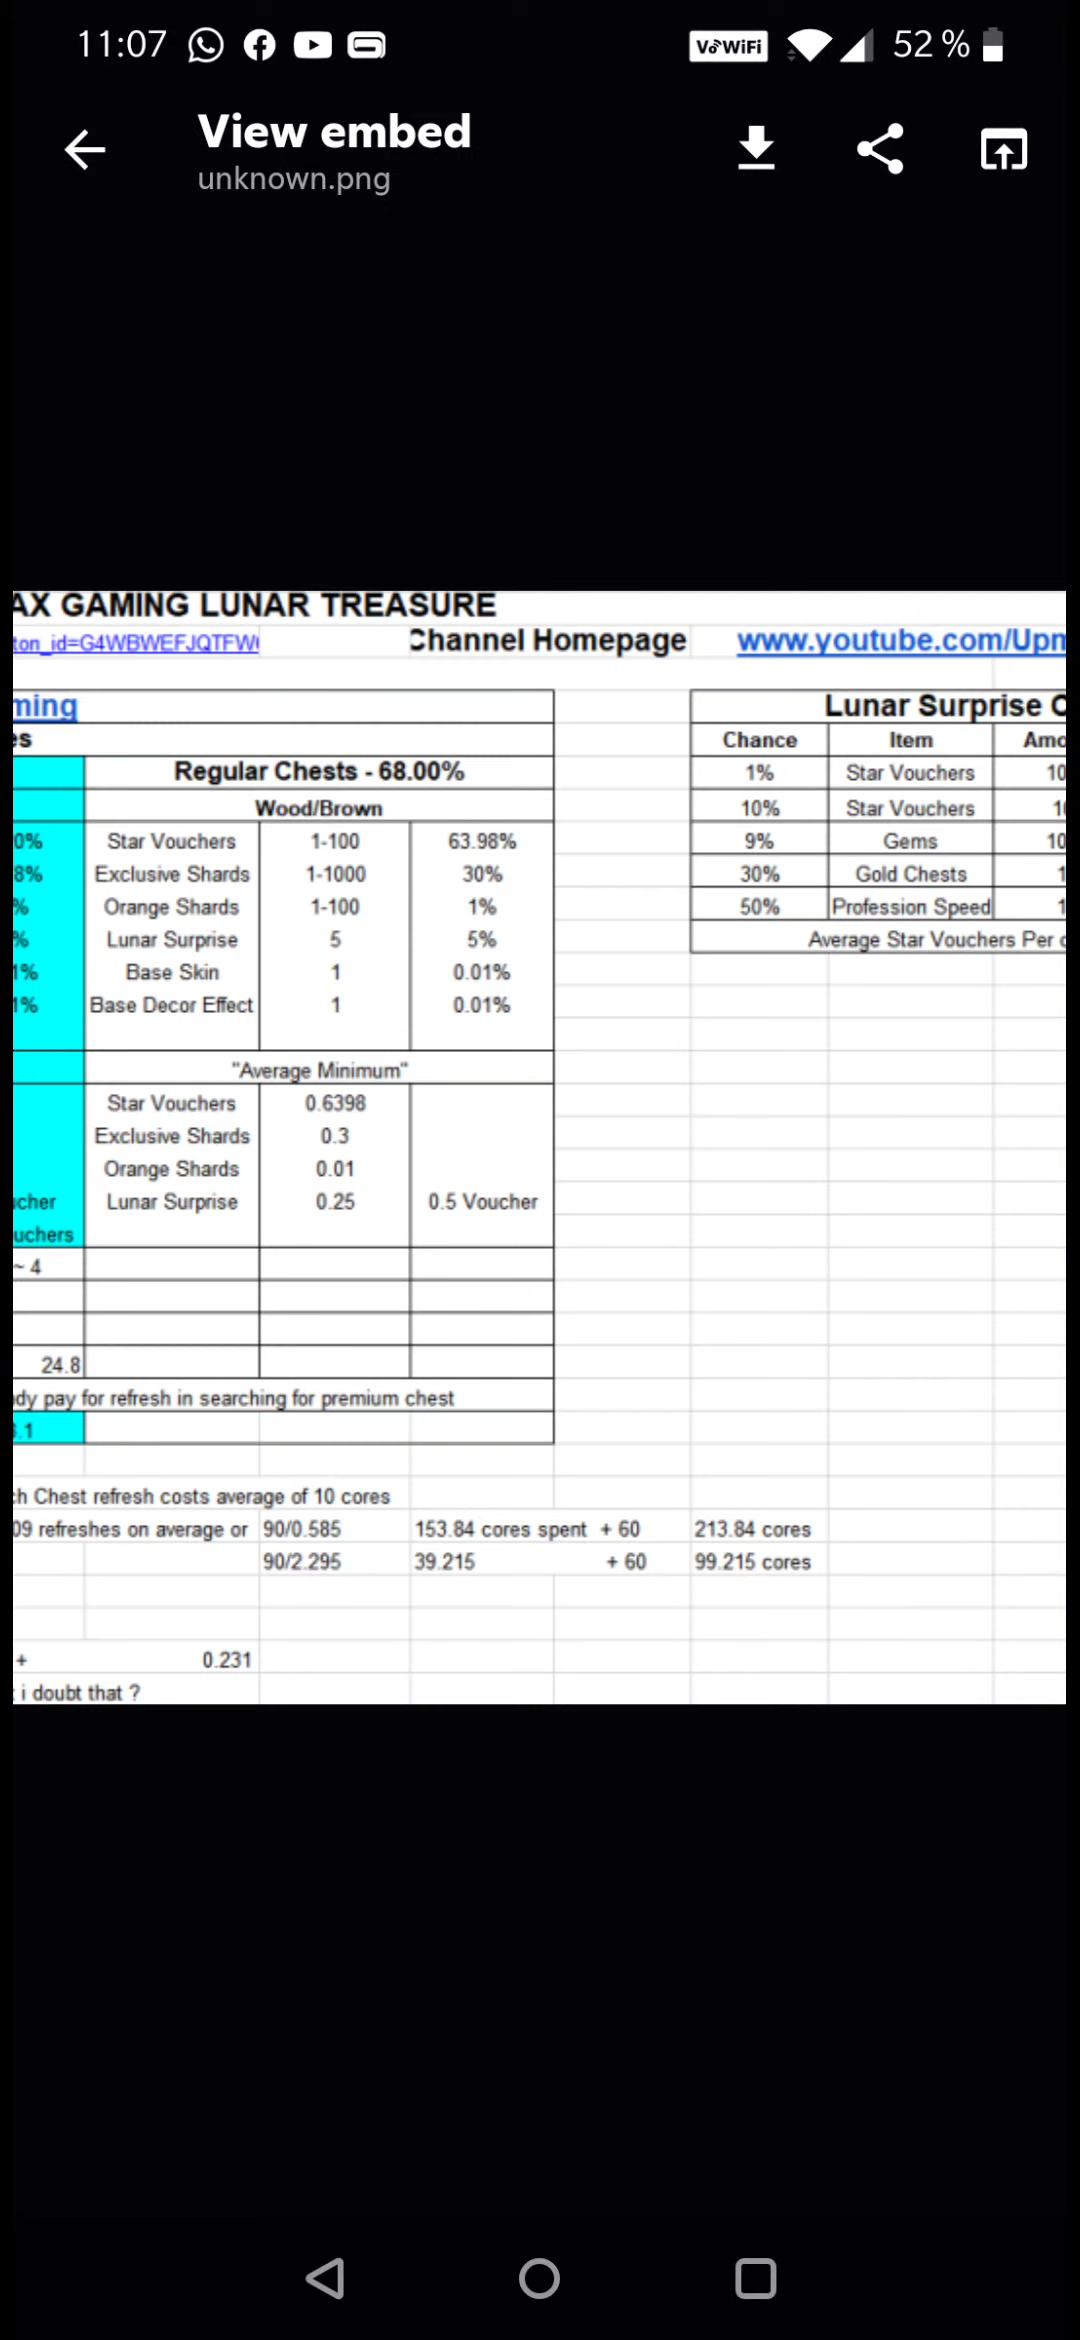 11:07 VoWiFi 52 %
View embed
unknown.png
AX GAMING LUNAR TREASURE
ton_id=G4WBWEFJQTFW Channel Homepage www.youtube.com/Upm
ming Lunar Surprise C
es Chance Item Amo
Regular Chests - 68.00% 1% Star Vouchers 10
Wood/Brown 10% Star Vouchers 1
0% Star Vouchers 1-100 63.98% 9% Gems 10
8% Exclusive Shards 1-1000 30% 30% Gold Chests 1
% Orange Shards 1-100 1% 50% Profession Speed 1
% Lunar Surprise 5 5% Average Star Vouchers Per c
1% Base Skin 1 0.01%
1% Base Decor Effect 1 0.01%
"Average Minimum"
Star Vouchers 0.6398
Exclusive Shards 0.3
Orange Shards 0.01
ucher Lunar Surprise 0.25 0.5 Voucher
uchers
~ 4
24.8
dy pay for refresh in searching for premium chest
.1
ch Chest refresh costs average of 10 cores
09 refreshes on average or 90/0.585 153.84 cores spent + 60 213.84 cores
90/2.295 39.215 + 60 99.215 cores
+ 0.231
i doubt that ?